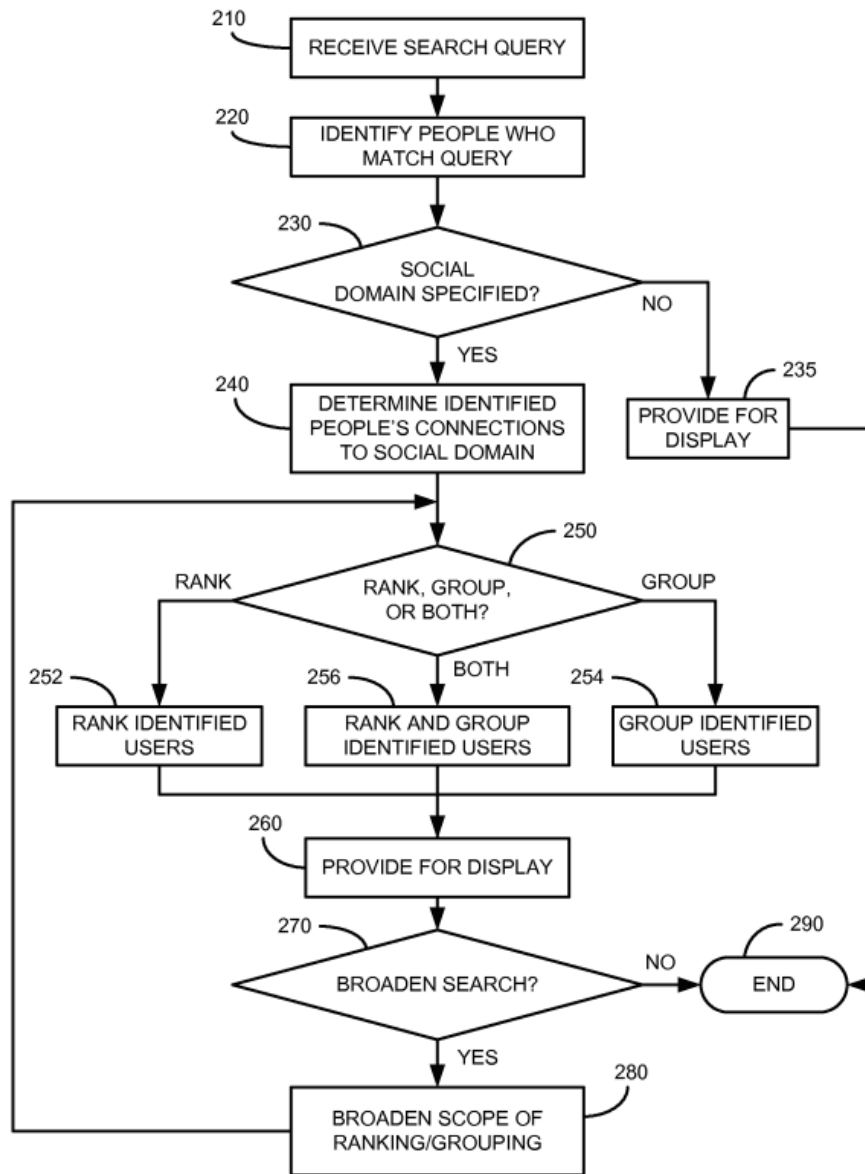 210
RECEIVE SEARCH QUERY
220
IDENTIFY PEOPLE WHO
MATCH QUERY
230
SOCIAL
DOMAIN SPECIFIED?
NO
YES
235
PROVIDE FOR
DISPLAY
240
DETERMINE IDENTIFIED
PEOPLE'S CONNECTIONS
TO SOCIAL DOMAIN
250
RANK
RANK, GROUP,
OR BOTH?
GROUP
BOTH
252
RANK IDENTIFIED
USERS
256
RANK AND GROUP
IDENTIFIED USERS
254
GROUP IDENTIFIED
USERS
260
PROVIDE FOR DISPLAY
270
BROADEN SEARCH?
NO
290
END
YES
280
BROADEN SCOPE OF
RANKING/GROUPING